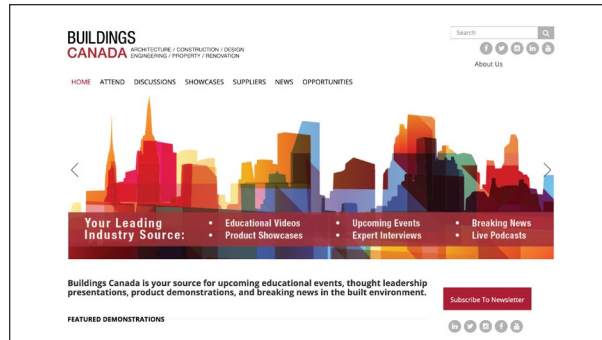 BUILDINGS
CANADA
ARCHITECTURE / CONSTRUCTION / DESIGN
ENGINEERING / PROPERTY / RENOVATION
Search
About Us
HOME ATTEND DISCUSSIONS SHOWCASES SUPPLIERS NEWS OPPORTUNITIES
Your Leading
Industry Source:
• Educational Videos
• Product Showcases
• Upcoming Events
• Expert Interviews
• Breaking News
• Live Podcasts
Buildings Canada is your source for upcoming educational events, thought leadership
presentations, product demonstrations, and breaking news in the built environment.
Subscribe To Newsletter
FEATURED DEMONSTRATIONS